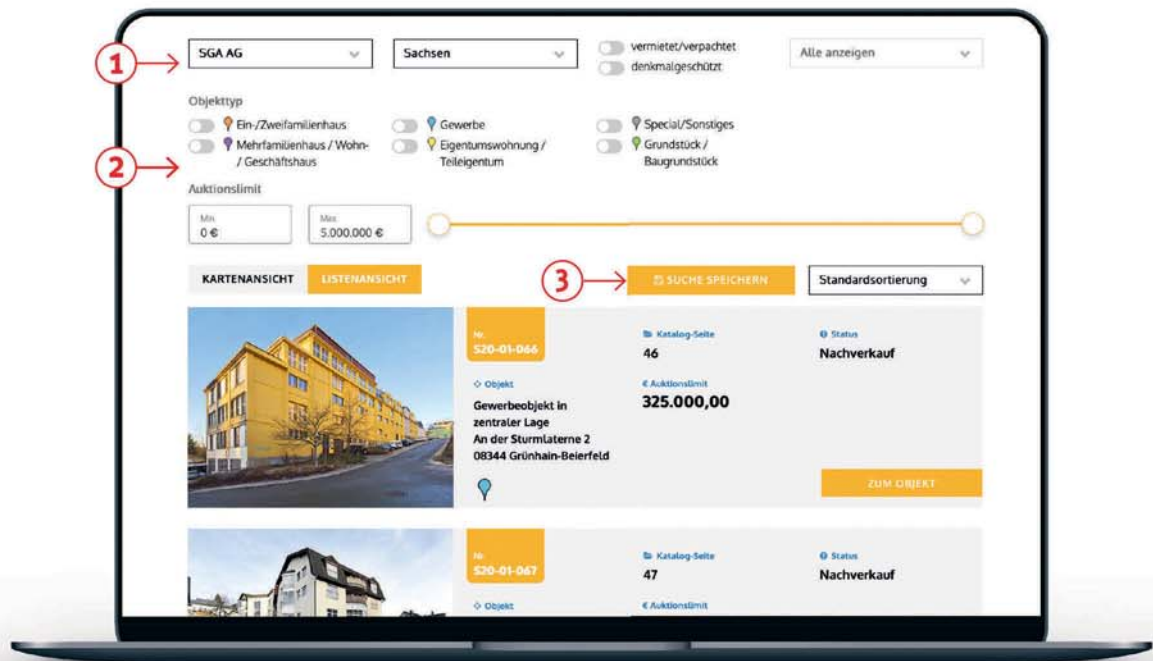 1
SGA AG
Sachsen
vermietet/verpachtet
denkmalgeschützt
Alle anzeigen
Objekttyp
Ein-/Zweifamilienhaus
Gewerbe
Special/Sonstiges
2
Mehrfamilienhaus / Wohn-
/ Geschäftshaus
Eigentumswohnung /
Teileigentum
Grundstück /
Baugrundstück
Auktionslimit
Min
0 €
Max
5.000.000 €
KARTENANSICHT
LISTENANSICHT
3
SUCHE SPEICHERN
Standardsortierung
Nr.
S20-01-066
Katalog-Seite
46
Status
Nachverkauf
Objekt
Gewerbeobjekt in
zentraler Lage
An der Sturmlaterne 2
08344 Grünhain-Beierfeld
€ Auktionslimit
325.000,00
ZUM OBJEKT
Nr.
S20-01-067
Katalog-Seite
47
Status
Nachverkauf
Objekt
€ Auktionslimit